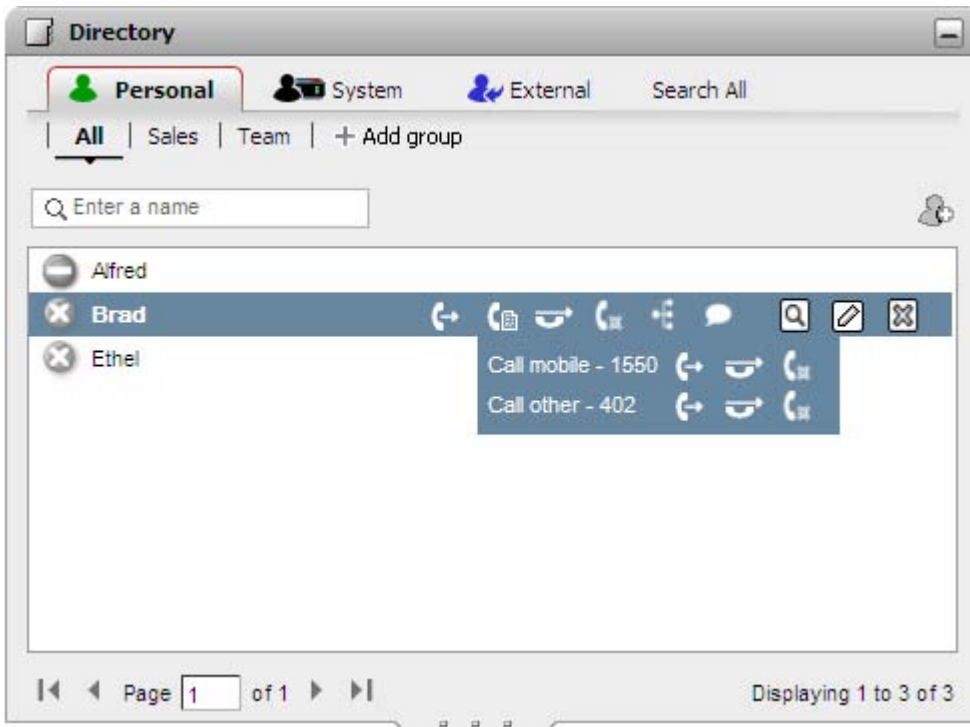 Directory
Personal System External Search All
All | Sales | Team | + Add group
Enter a name
Alfred
Brad
Ethel
Call mobile - 1550
Call other - 402
Page 1 of 1 Displaying 1 to 3 of 3